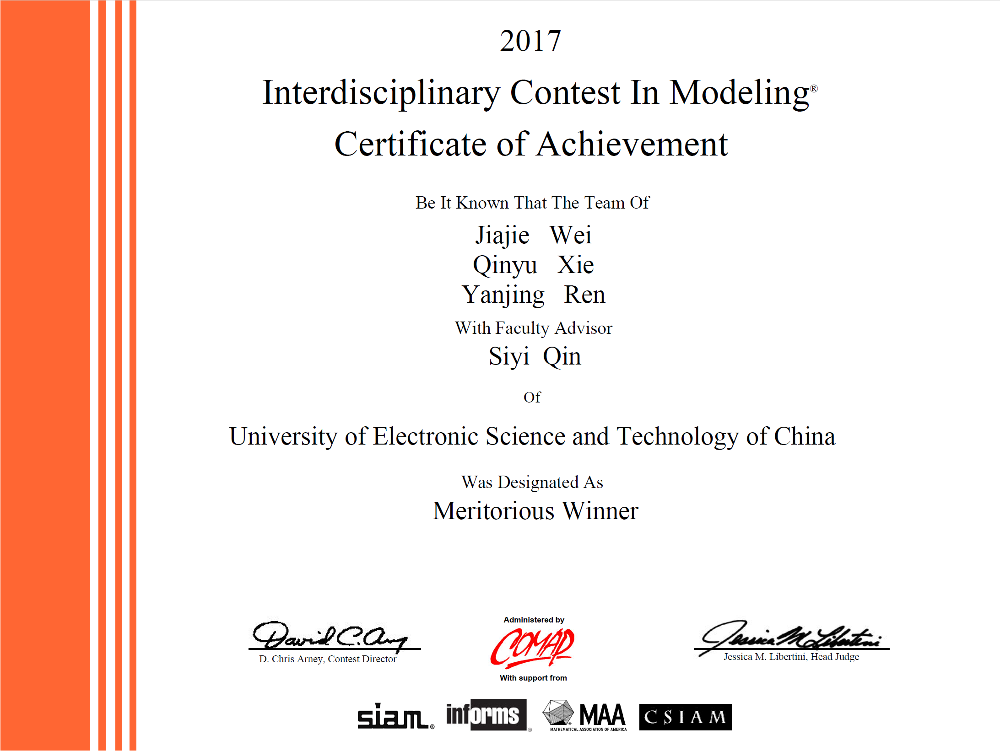 2017
Interdisciplinary Contest In Modeling®
Certificate of Achievement
Be It Known That The Team Of
Jiajie Wei
Qinyu Xie
Yanjing Ren
With Faculty Advisor
Siyi Qin
Of
University of Electronic Science and Technology of China
Was Designated As
Meritorious Winner
David C. Arney
D. Chris Arney, Contest Director
Administered by
COMAP
With support from
Jessica M Libertini
Jessica M. Libertini, Head Judge
siam®
informs®
MAA
MATHEMATICAL ASSOCIATION OF AMERICA
CSIAM